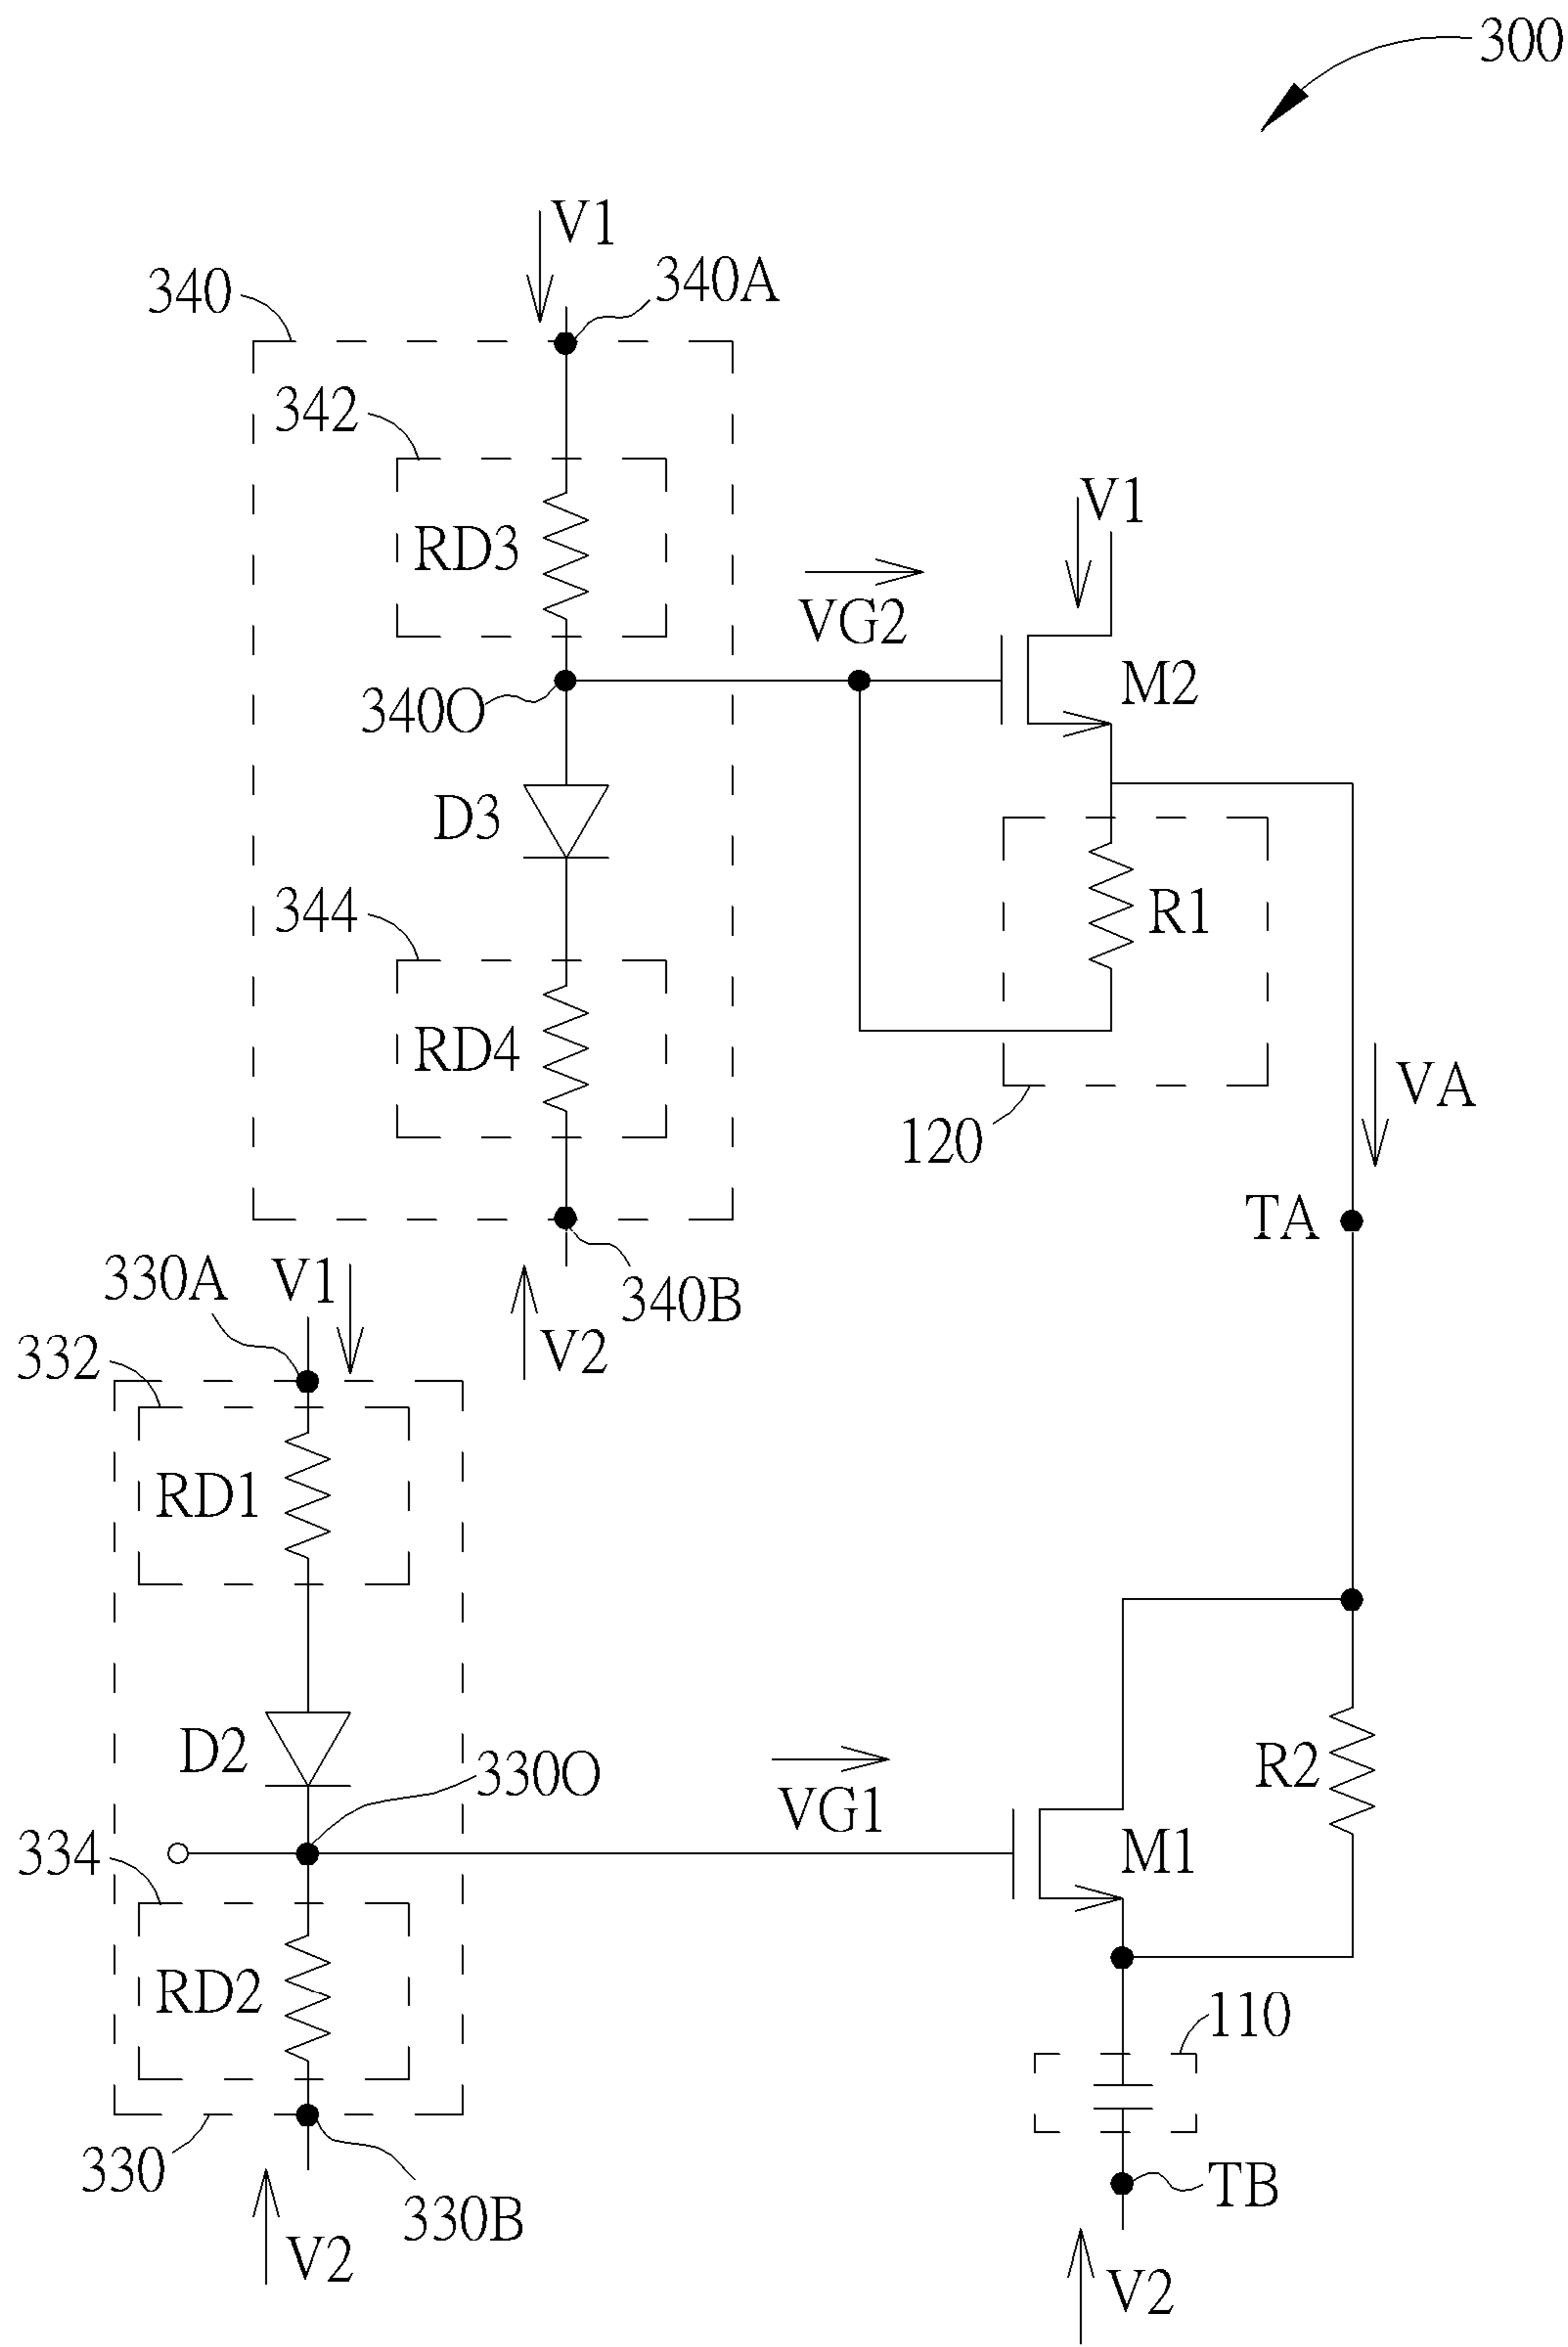 300
V1
340
340A
342
V1
RD3
VG2
M2
340O
D3
344
R1
RD4
VA
120
TA
330A
V1
340B
332
V2
RD1
D2
330O
R2
VG1
334
M1
RD2
110
330
TB
330B
V2
V2